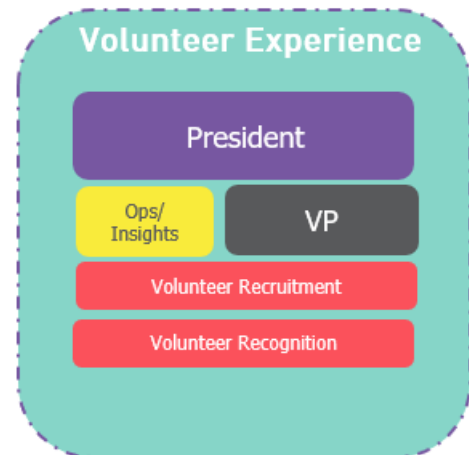 Volunteer Experience
President
Ops/
Insights
VP
Volunteer Recruitment
Volunteer Recognition